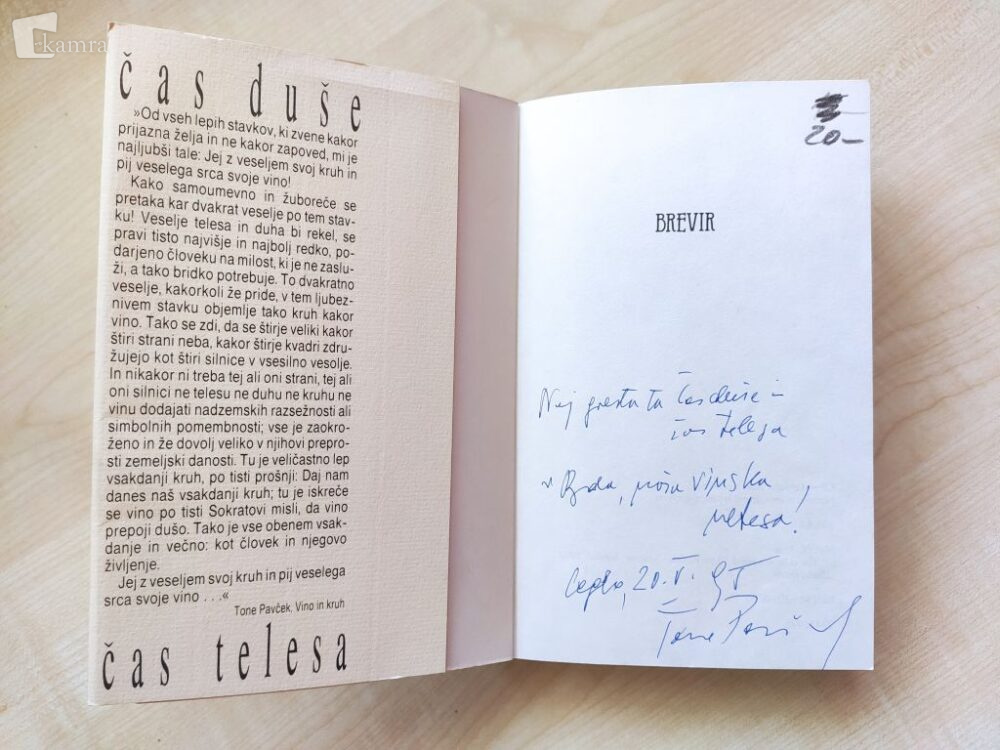 kamra
čas duše
»Od vseh lepih stavkov, ki zvene kakor
prijazna želja in ne kakor zapoved, mi je
najljubši tale: Jej z veseljem svoj kruh in
pij veselega srca svoje vino!
Kako samoumevno in žuboreče se
pretaka kar dvakrat veselje po tem stav-
ku! Veselje telesa in duha bi rekel, se
pravi tisto najvišje in najbolj redko, po-
darjeno človeku na milost, ki je ne zaslu-
ži, a tako bridko potrebuje. To dvakratno
veselje, kakorkoli že pride, v tem ljubez-
nivem stavku objemlje tako kruh kakor
vino. Tako se zdi, da se štirje veliki kakor
štiri strani neba, kakor štirje kvadri zdru-
žujejo kot štiri silnice v vsesilno vesolje.
In nikakor ni treba tej ali oni strani, tej ali
oni silnici ne telesu ne duhu ne kruhu ne
vinu dodajati nadzemskih razsežnosti ali
simbolnih pomembnosti; vse je zaokro-
ženo in že dovolj veliko v njihovi prepro-
sti zemeljski danosti. Tu je veličastno lep
vsakdanji kruh, po tisti prošnji: Daj nam
danes naš vsakdanji kruh; tu je iskreče
se vino po tisti Sokratovi misli, da vino
prepoji dušo. Tako je vse obenem vsak-
danje in večno: kot človek in njegovo
življenje.
Jej z veseljem svoj kruh in pij veselega
srca svoje vino . . .«
Tone Pavček, Vino in kruh
čas telesa
20-
BREVIR
Naj gresta ta čas duše in
čas telesa
v Brda, moja vinska
nebesa!
20. V. 95
Tone Pavček